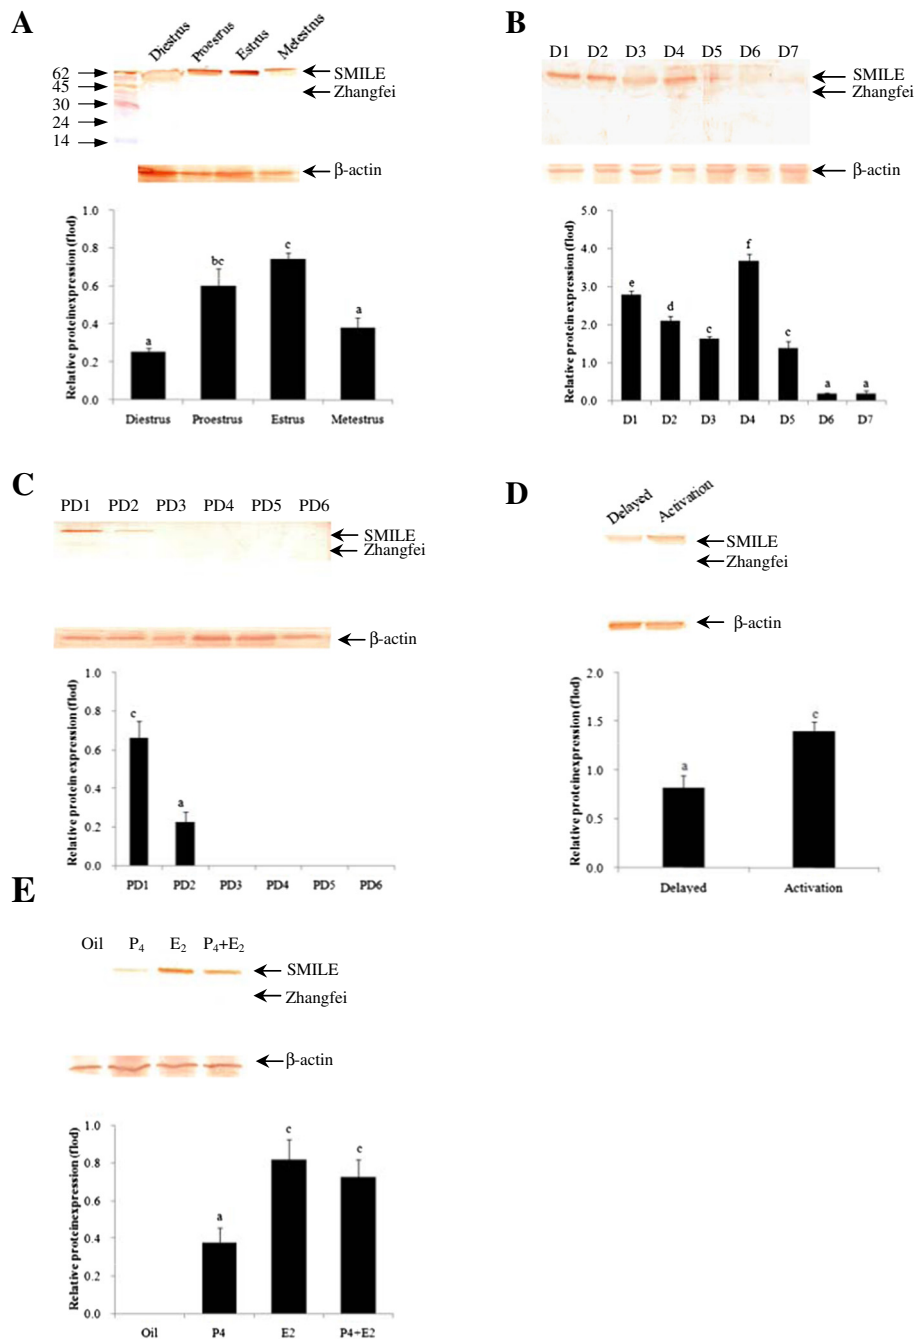 A
Diestrus Proestrus Estrus Metestrus
62
45
30
24
14
SMILE
Zhangfei
β-actin
Relative proteinexpression (flod)
1.0
0.8
0.6
0.4
0.2
0.0
a bc c a
Diestrus Proestrus Estrus Metestrus
B
D1 D2 D3 D4 D5 D6 D7
SMILE
Zhangfei
β-actin
Relative protein expression (flod)
5.0
4.0
3.0
2.0
1.0
0.0
e d c f c a a
D1 D2 D3 D4 D5 D6 D7
C
PD1 PD2 PD3 PD4 PD5 PD6
SMILE
Zhangfei
β-actin
Relative protein expression (flod)
1.0
0.8
0.6
0.4
0.2
0.0
c a
PD1 PD2 PD3 PD4 PD5 PD6
D
Delayed Activation
SMILE
Zhangfei
β-actin
Relative proteinexpression (flod)
2.0
1.5
1.0
0.5
0.0
a c
Delayed Activation
E
Oil P₄ E₂ P₄+E₂
SMILE
Zhangfei
β-actin
Relative proteinexpression (flod)
1.0
0.8
0.6
0.4
0.2
0.0
a c c
Oil P4 E2 P4+E2